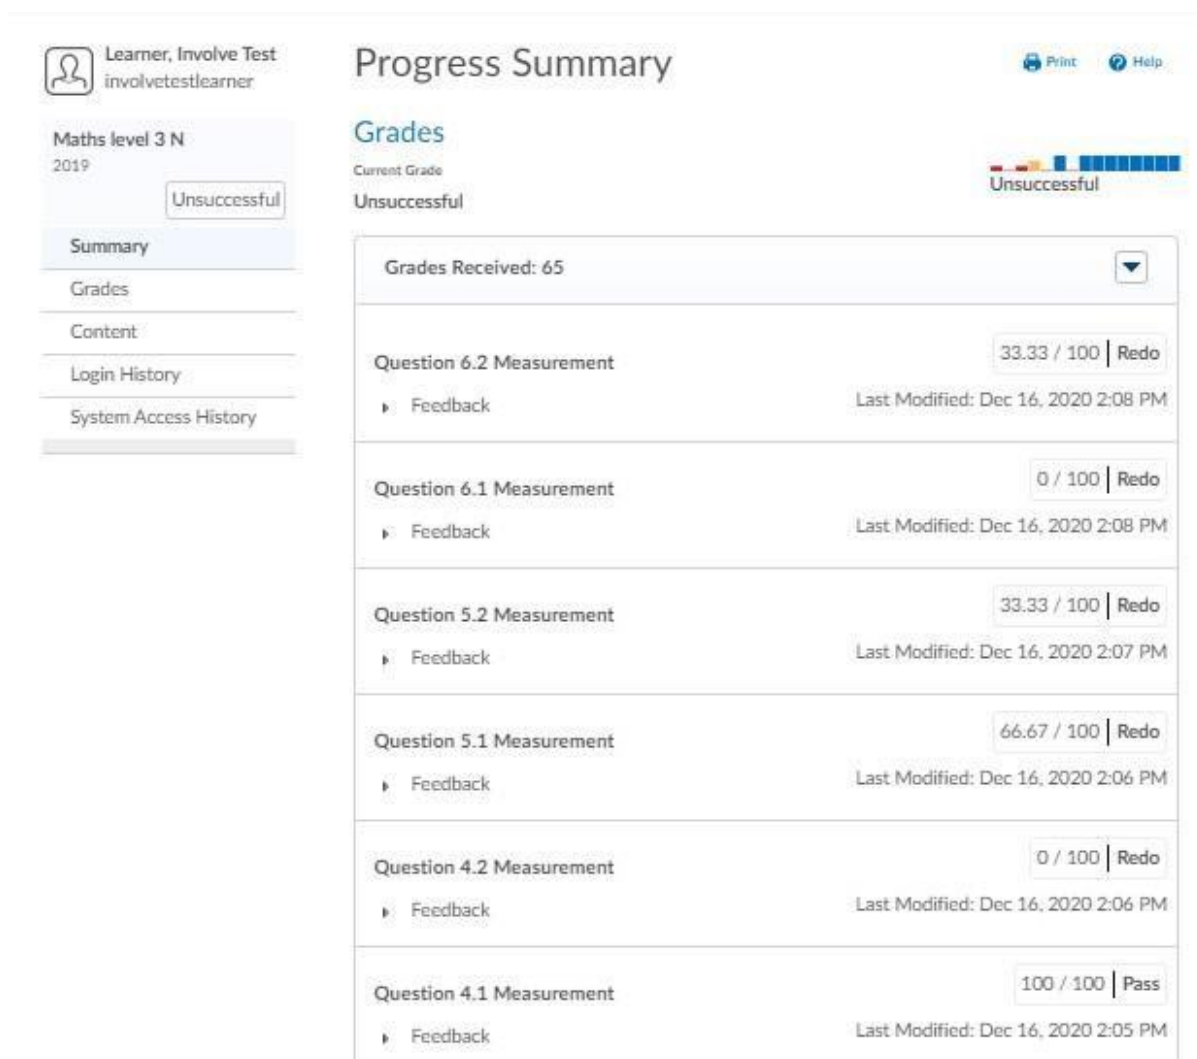 Learner, Involve Test
involvetestlearner
Maths level 3 N
2019
Unsuccessful
Summary
Grades
Content
Login History
System Access History
Progress Summary
Print
Help
Grades
Current Grade
Unsuccessful
Unsuccessful
Grades Received: 65
Question 6.2 Measurement
33.33 / 100 | Redo
Feedback
Last Modified: Dec 16, 2020 2:08 PM
Question 6.1 Measurement
0 / 100 | Redo
Feedback
Last Modified: Dec 16, 2020 2:08 PM
Question 5.2 Measurement
33.33 / 100 | Redo
Feedback
Last Modified: Dec 16, 2020 2:07 PM
Question 5.1 Measurement
66.67 / 100 | Redo
Feedback
Last Modified: Dec 16, 2020 2:06 PM
Question 4.2 Measurement
0 / 100 | Redo
Feedback
Last Modified: Dec 16, 2020 2:06 PM
Question 4.1 Measurement
100 / 100 | Pass
Feedback
Last Modified: Dec 16, 2020 2:05 PM